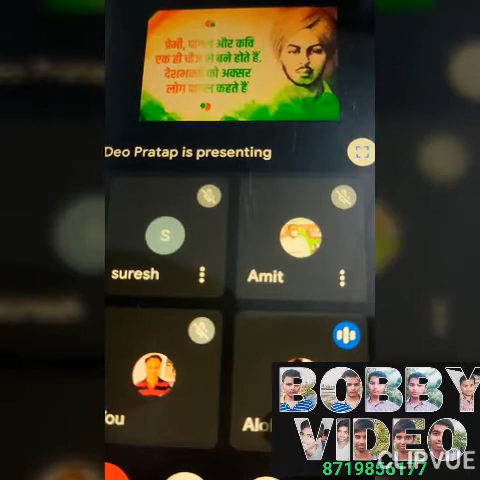 प्रेमी, पागल और कवि
एक ही चीज से बने होते हैं.
देशभक्तों को अक्सर
लोग पागल कहते हैं
Deo Pratap is presenting
S
suresh
Amit
You
BOBBY
VIDEO
CLIPVUE
8719856177